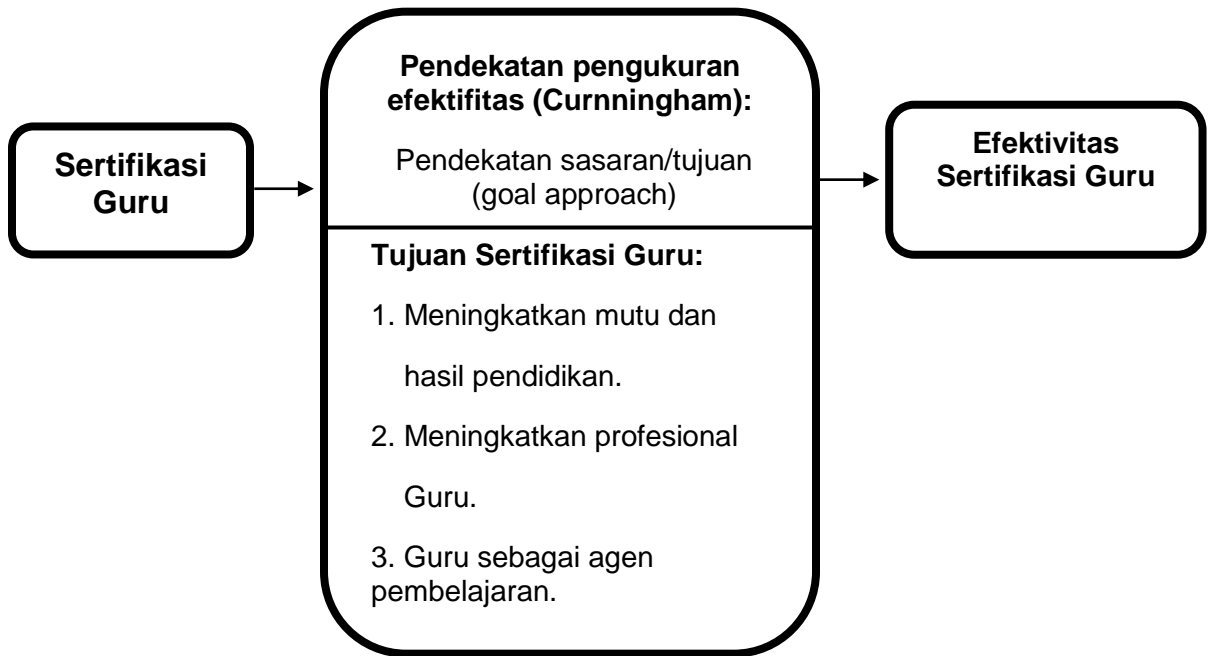 Sertifikasi
Guru
Pendekatan pengukuran
efektifitas (Curnningham):
Pendekatan sasaran/tujuan
(goal approach)
Tujuan Sertifikasi Guru:
1. Meningkatkan mutu dan
hasil pendidikan.
2. Meningkatkan profesional
Guru.
3. Guru sebagai agen
pembelajaran.
Efektivitas
Sertifikasi Guru